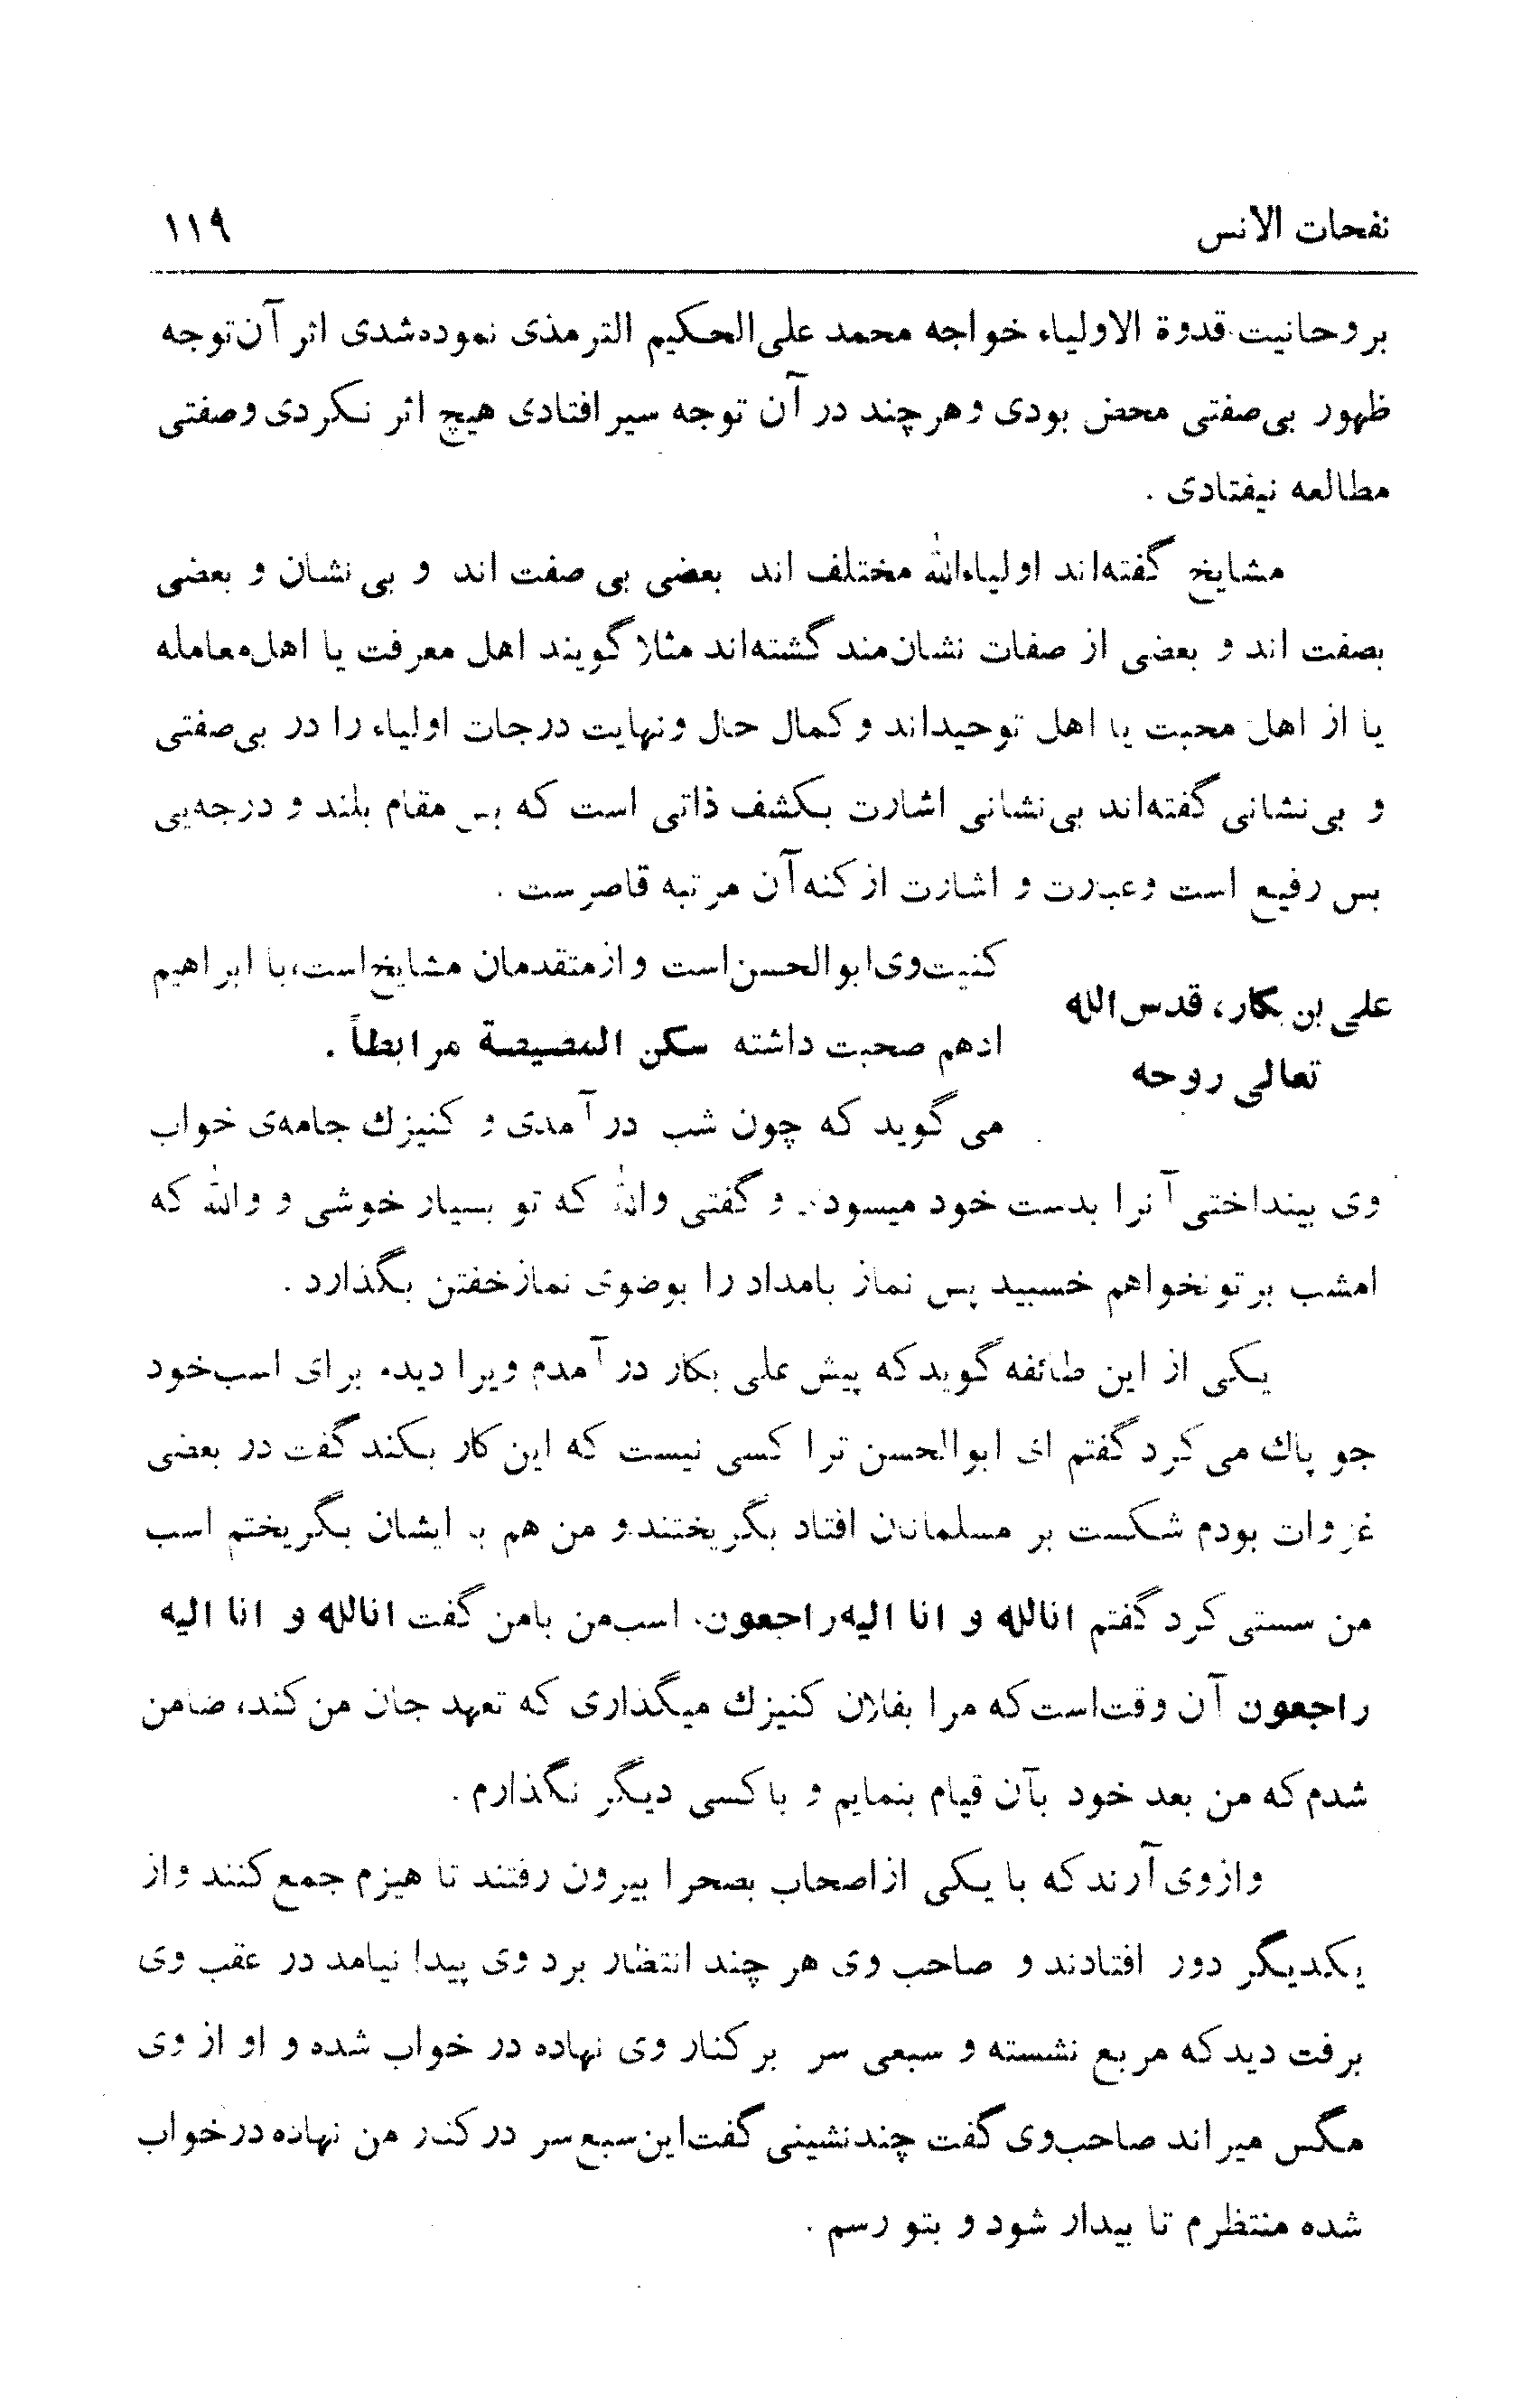 نفحات الانس ۱۱۹
بروحانیت قدوة الاولیاء خواجه محمد علی‌الحکیم الترمذی نموده‌شدی اثر آن توجه
ظهور بی‌صفتی محض بودی وهرچند در آن توجه سیر افتادی هیچ اثر نکردی وصفتی
مطالعه نیفتادی .
مشایخ گفته‌اند اولیاءالله مختلف اند بعضی بی صفت اند و بی نشان و بعضی
بصفت اند و بعضی از صفات نشان‌مند گشته‌اند مثلا گویند اهل معرفت یا اهل‌معامله
یا از اهل محبت یا اهل توحیداند و کمال حال ونهایت درجات اولیاء را در بی‌صفتی
و بی‌نشانی گفته‌اند بی‌نشانی اشارت بکشف ذاتی است که بس مقام بلند و درجه‌یی
بس رفیع است وعبارت و اشارت از کنه آن مرتبه قاصرست .
علی بن بکار، قدس‌الله
تعالی روحه
کنیت‌وی‌ابوالحسن‌است وازمتقدمان مشایخ‌است،با ابراهیم
ادهم صحبت داشته سکن المصیصة مرابطاً .
می گوید که چون شب در آمدی و کنیزك جامه‌ی خواب
وی بینداختی آنرا بدست خود میسودی و گفتی والله که تو بسیار خوشی و والله که
امشب برتونخواهم خسبید پس نماز بامداد را بوضوی نمازخفتن بگذارد .
یکی از این طائفه گوید که پیش علی بکار در آمدم ویرا دیدم برای اسب‌خود
جو پاك می کرد گفتم ای ابوالحسن ترا کسی نیست که این کار بکند گفت در بعضی
غزوات بودم شکست بر مسلمانان افتاد بگریختند و من هم با ایشان بگریختم اسب
من سستی کرد گفتم انالله و انا الیه‌راجعون. اسب‌من بامن گفت انالله و انا الیه
راجعون آن وقت‌است که مرا بفلان کنیزك میگذاری که تعهد جان من کند، ضامن
شدم که من بعد خود بآن قیام بنمایم و با کسی دیگر نگذارم .
وازوی آرند که با یکی ازاصحاب بصحرا بیرون رفتند تا هیزم جمع کنند واز
یکدیگر دور افتادند و صاحب وی هر چند انتظار برد وی پیدا نیامد در عقب وی
برفت دید که مربع نشسته و سبعی سر بر کنار وی نهاده در خواب شده و او از وی
مگس میراند صاحب‌وی گفت چندنشینی گفت‌این‌سبع‌سر در کنار من نهاده درخواب
شده منتظرم تا بیدار شود و بتو رسم .